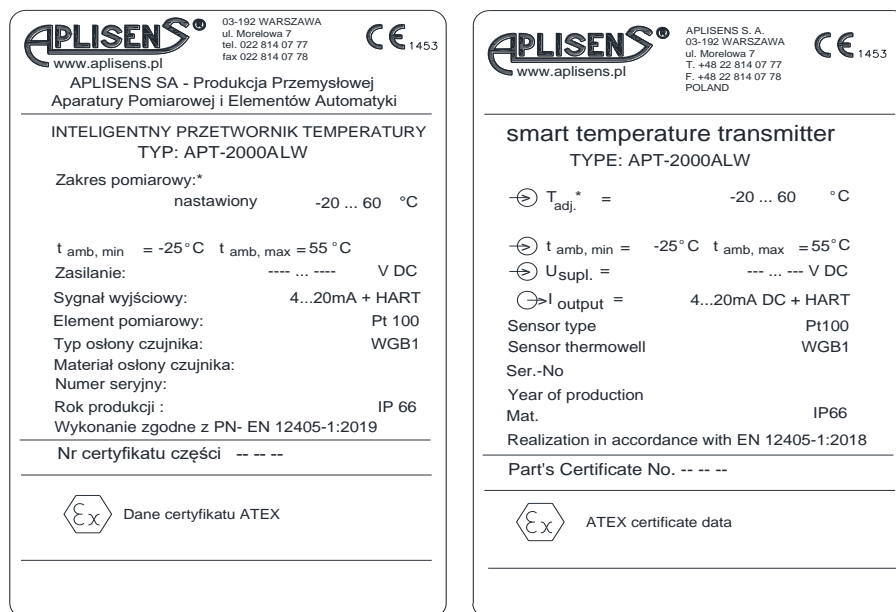 APLISENS®
www.aplisens.pl
03-192 WARSZAWA
ul. Morelowa 7
tel. 022 814 07 77
fax 022 814 07 78
CE 1453
APLISENS SA - Produkcja Przemysłowej
Aparatury Pomiarowej i Elementów Automatyki
INTELIGENTNY PRZETWORNIK TEMPERATURY
TYP: APT-2000ALW
Zakres pomiarowy:*
nastawiony -20 ... 60 °C
t amb, min = -25°C t amb, max = 55 °C
Zasilanie: ---- ... ---- V DC
Sygnał wyjściowy: 4...20mA + HART
Element pomiarowy: Pt 100
Typ osłony czujnika: WGB1
Materiał osłony czujnika:
Numer seryjny:
Rok produkcji : IP 66
Wykonanie zgodne z PN- EN 12405-1:2019
Nr certyfikatu części -- -- --
Ex Dane certyfikatu ATEX
APLISENS®
www.aplisens.pl
APLISENS S. A.
03-192 WARSZAWA
ul. Morelowa 7
T. +48 22 814 07 77
F. +48 22 814 07 78
POLAND
CE 1453
smart temperature transmitter
TYPE: APT-2000ALW
T adj.* = -20 ... 60 °C
t amb, min = -25°C t amb, max = 55°C
U supl. = --- ... --- V DC
I output = 4...20mA DC + HART
Sensor type Pt100
Sensor thermowell WGB1
Ser.-No
Year of production
Mat. IP66
Realization in accordance with EN 12405-1:2018
Part's Certificate No. -- -- --
Ex ATEX certificate data